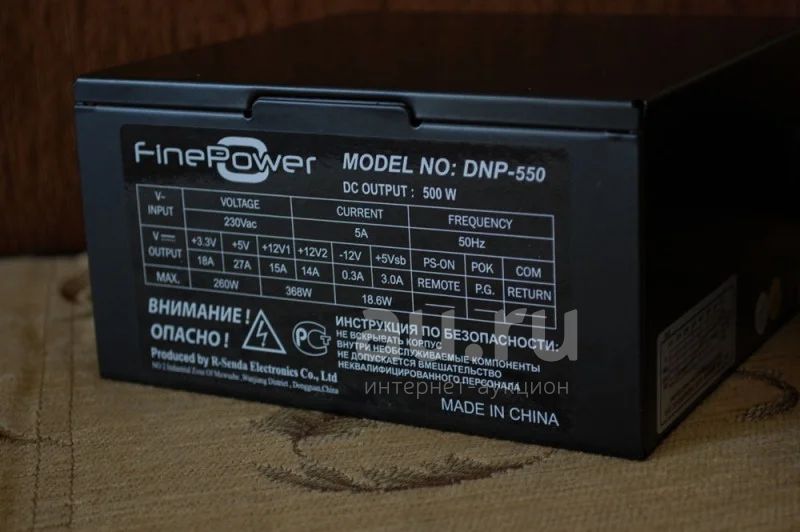 FinePower
MODEL NO: DNP-550
DC OUTPUT : 500 W
V~ INPUT VOLTAGE CURRENT FREQUENCY
230Vac 5A 50Hz
V⎓ OUTPUT +3.3V +5V +12V1 +12V2 -12V +5Vsb PS-ON POK COM
18A 27A 15A 14A 0.3A 3.0A REMOTE P.G. RETURN
MAX. 260W 368W 18.6W
ВНИМАНИЕ!
ОПАСНО!
ИНСТРУКЦИЯ ПО БЕЗОПАСНОСТИ:
НЕ ВСКРЫВАТЬ КОРПУС
ВНУТРИ НЕОБСЛУЖИВАЕМЫЕ КОМПОНЕНТЫ
НЕ ДОПУСКАЕТСЯ ВМЕШАТЕЛЬСТВО
НЕКВАЛИФИЦИРОВАННОГО ПЕРСОНАЛА
Produced by R-Senda Electronics Co., Ltd
MADE IN CHINA
au.ru
интернет-аукцион